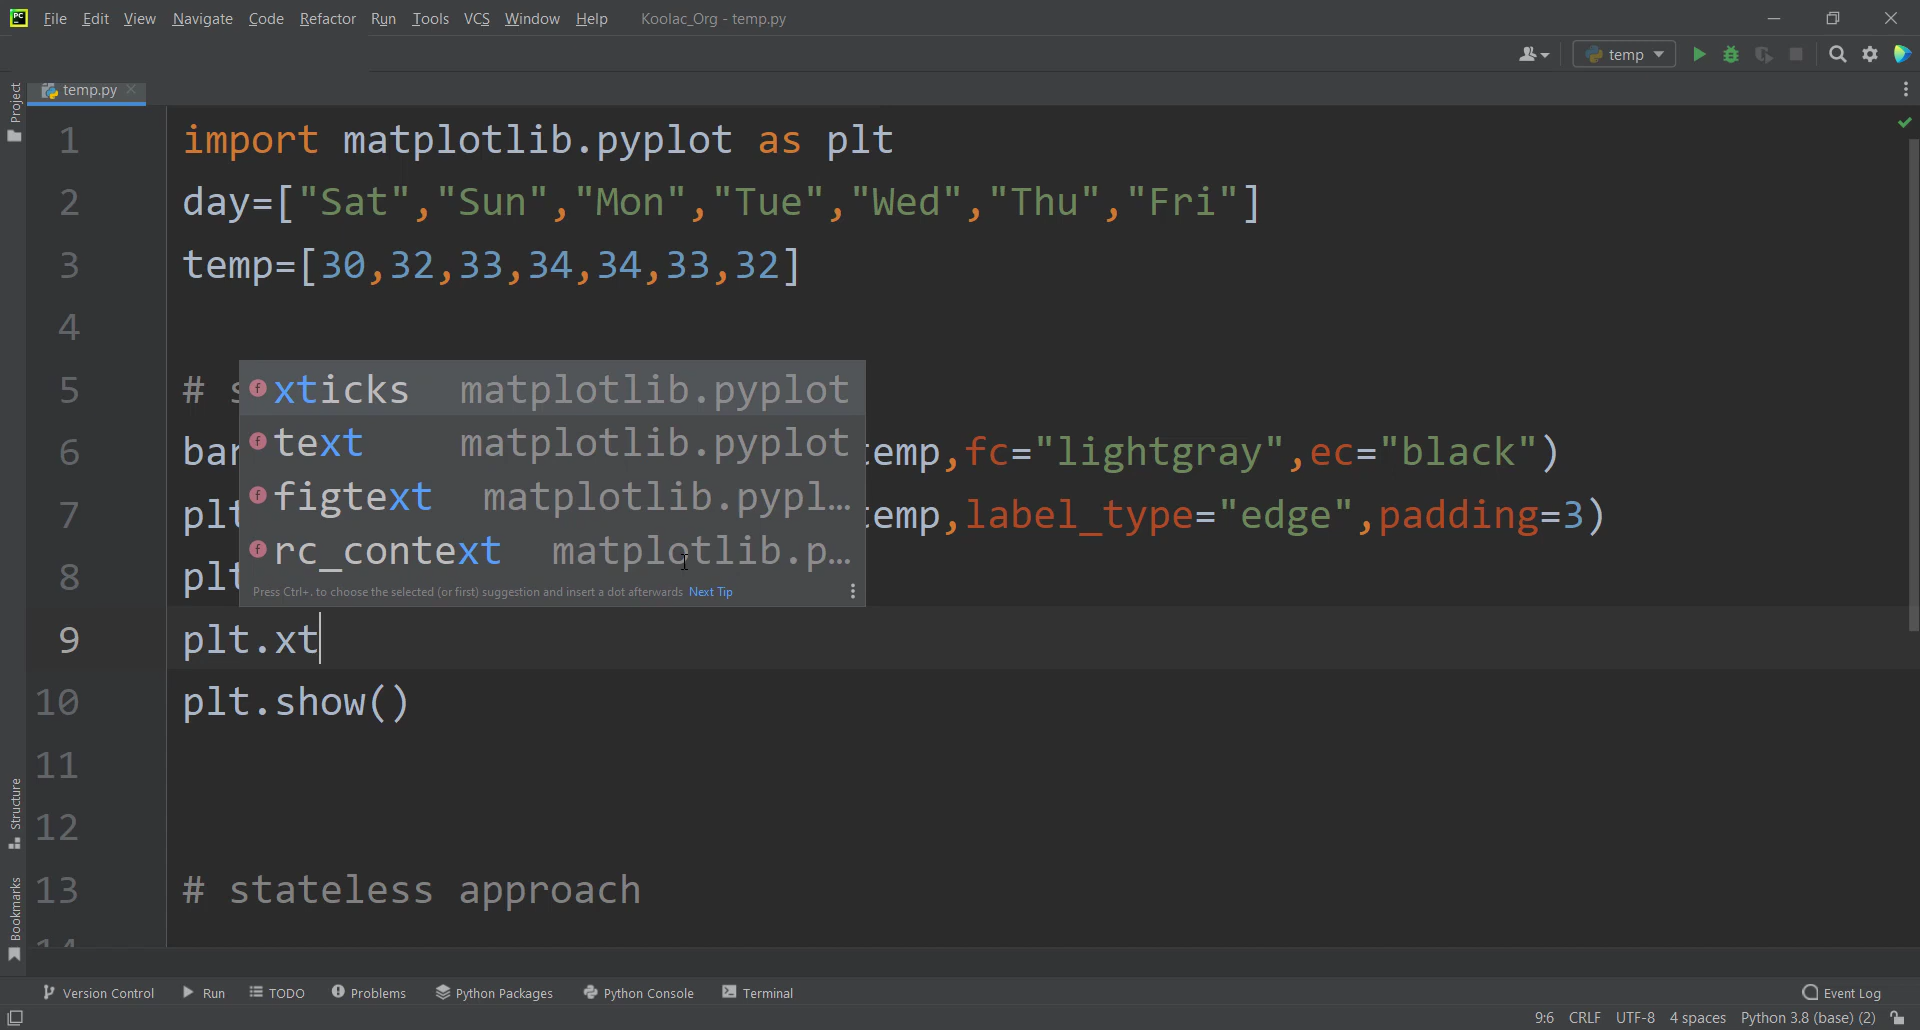 File Edit View Navigate Code Refactor Run Tools VCS Window Help Koolac_Org - temp.py
temp
temp.py
Project
1 import matplotlib.pyplot as plt
2 day=["Sat","Sun","Mon","Tue","Wed","Thu","Fri"]
3 temp=[30,32,33,34,34,33,32]
4
5 # s
xticks matplotlib.pyplot
text matplotlib.pyplot
6 bar emp,fc="lightgray",ec="black")
figtext matplotlib.pypl...
7 plt emp,label_type="edge",padding=3)
rc_context matplotlib.p...
8 plt
Press Ctrl+. to choose the selected (or first) suggestion and insert a dot afterwards Next Tip
9 plt.xt
10 plt.show()
11
12
13 # stateless approach
14
Structure
Bookmarks
Version Control Run TODO Problems Python Packages Python Console Terminal Event Log
9:6 CRLF UTF-8 4 spaces Python 3.8 (base) (2)